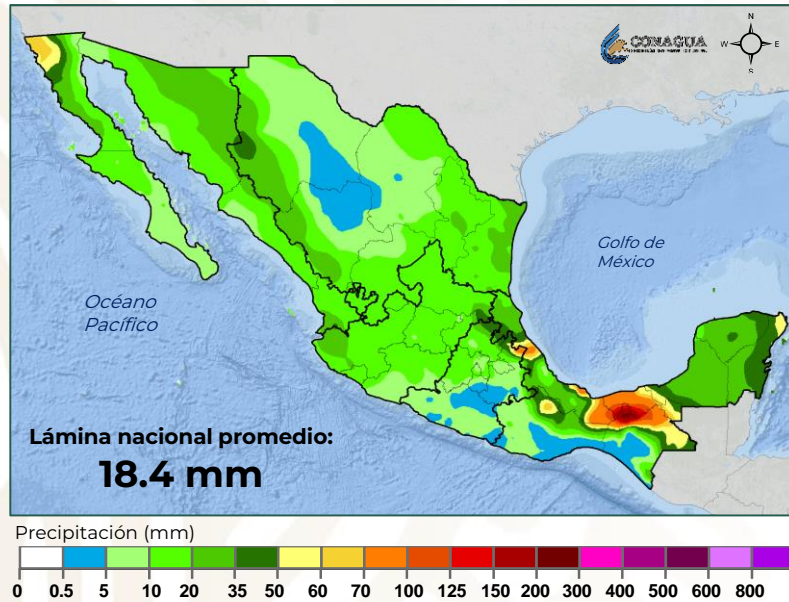 CONAGUA
N
W
E
S
Golfo de
México
Océano
Pacífico
Lámina nacional promedio:
18.4 mm
Precipitación (mm)
0 0.5 5 10 20 35 50 60 70 100 125 150 200 300 400 500 600 800